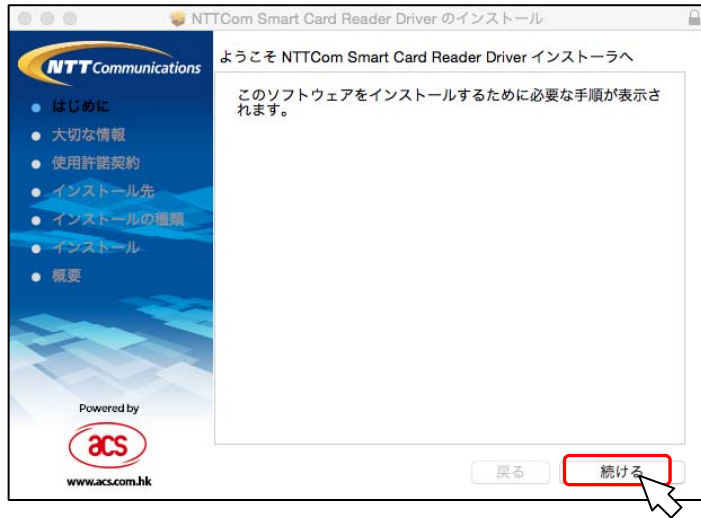 NTTCom Smart Card Reader Driver のインストール
NTT Communications
ようこそ NTTCom Smart Card Reader Driver インストーラへ
はじめに
大切な情報
使用許諾契約
インストール先
インストールの種類
インストール
概要
このソフトウェアをインストールするために必要な手順が表示さ
れます。
Powered by
acs
www.acs.com.hk
戻る
続ける